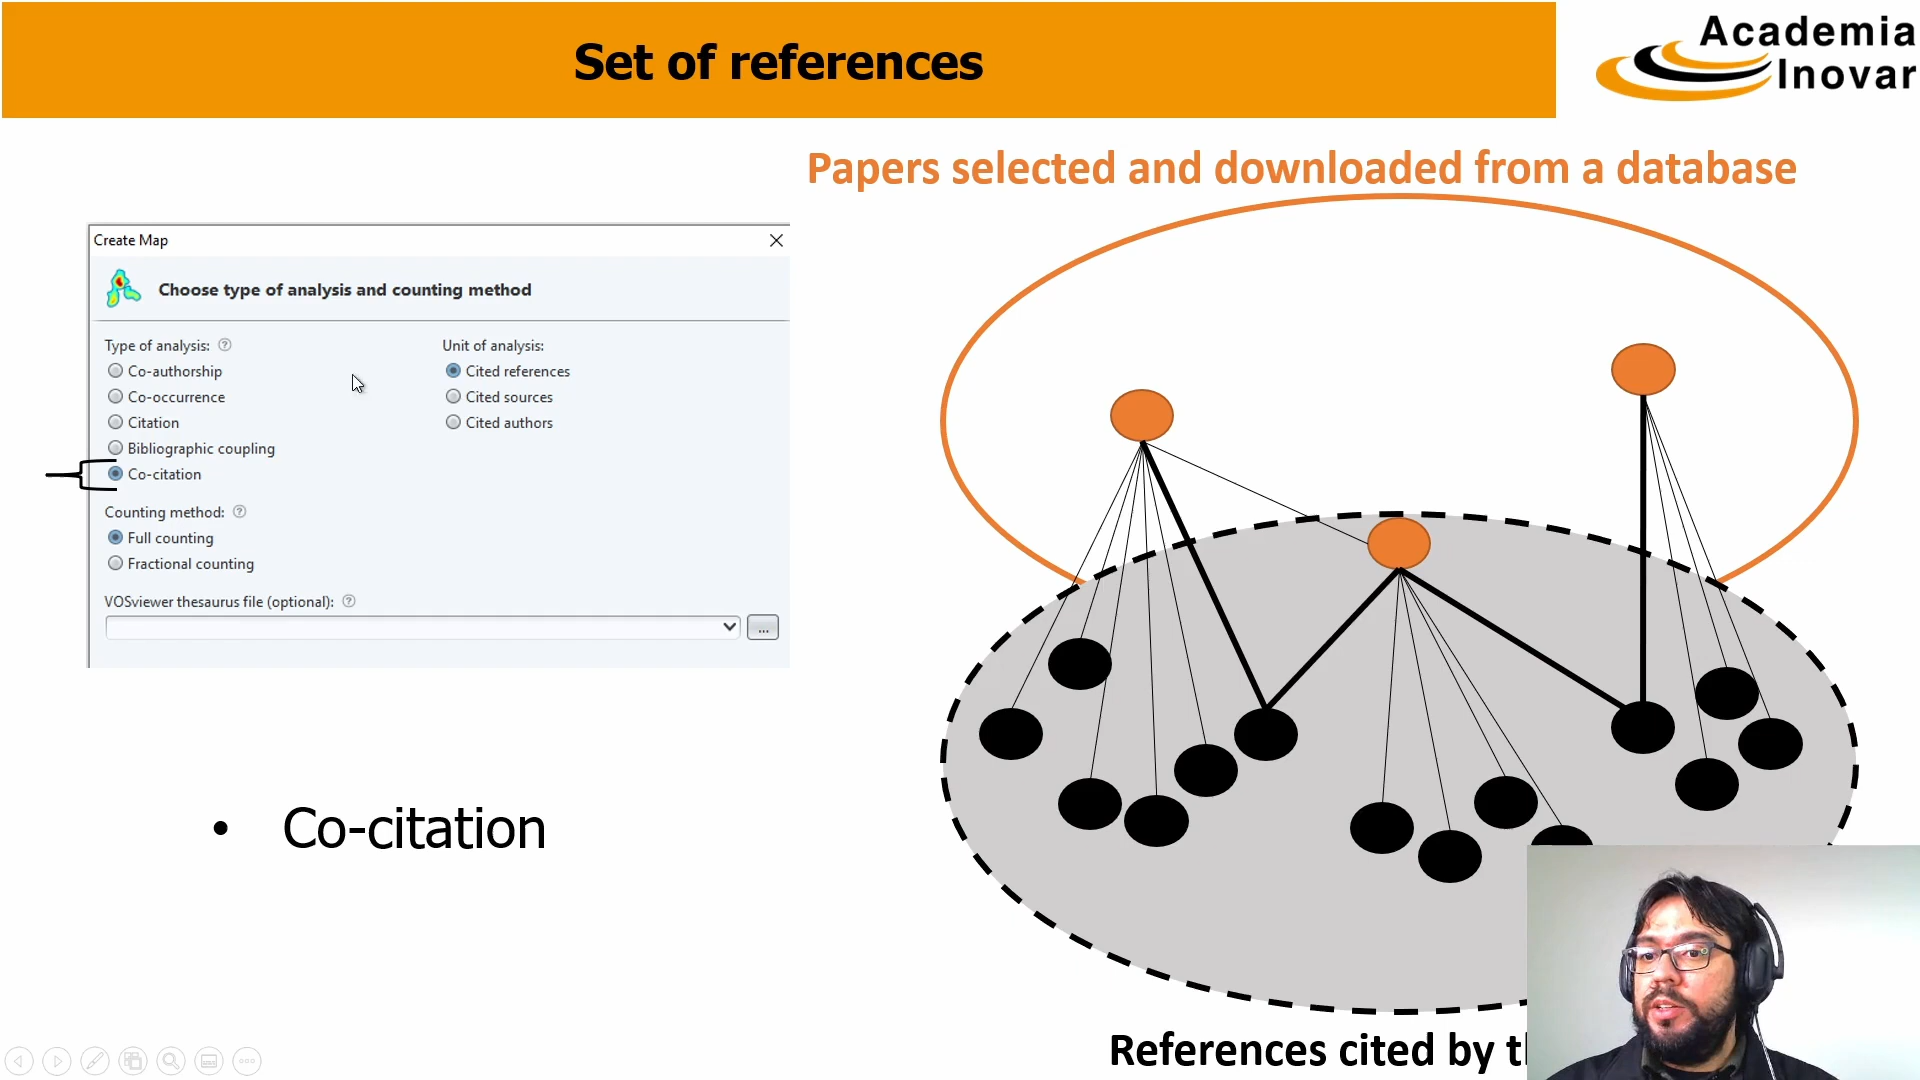 Set of references
Academia
Inovar
Papers selected and downloaded from a database
Create Map
Choose type of analysis and counting method
Type of analysis: ?
Unit of analysis:
Co-authorship
Cited references
Co-occurrence
Cited sources
Citation
Cited authors
Bibliographic coupling
Co-citation
Counting method: ?
Full counting
Fractional counting
VOSviewer thesaurus file (optional): ?
...
• Co-citation
References cited by